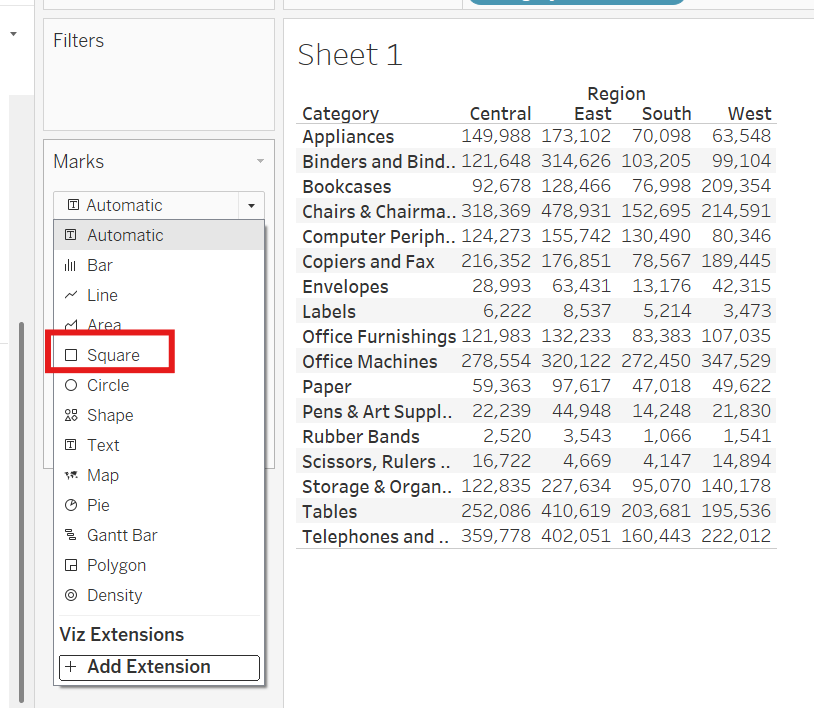 Filters
Marks
Automatic
Automatic
Bar
Line
Area
Square
Circle
Shape
Text
Map
Pie
Gantt Bar
Polygon
Density
Viz Extensions
+ Add Extension
Sheet 1
Region
Category Central East South West
Appliances 149,988 173,102 70,098 63,548
Binders and Bind.. 121,648 314,626 103,205 99,104
Bookcases 92,678 128,466 76,998 209,354
Chairs & Chairma.. 318,369 478,931 152,695 214,591
Computer Periph.. 124,273 155,742 130,490 80,346
Copiers and Fax 216,352 176,851 78,567 189,445
Envelopes 28,993 63,431 13,176 42,315
Labels 6,222 8,537 5,214 3,473
Office Furnishings 121,983 132,233 83,383 107,035
Office Machines 278,554 320,122 272,450 347,529
Paper 59,363 97,617 47,018 49,622
Pens & Art Suppl.. 22,239 44,948 14,248 21,830
Rubber Bands 2,520 3,543 1,066 1,541
Scissors, Rulers .. 16,722 4,669 4,147 14,894
Storage & Organ.. 122,835 227,634 95,070 140,178
Tables 252,086 410,619 203,681 195,536
Telephones and .. 359,778 402,051 160,443 222,012